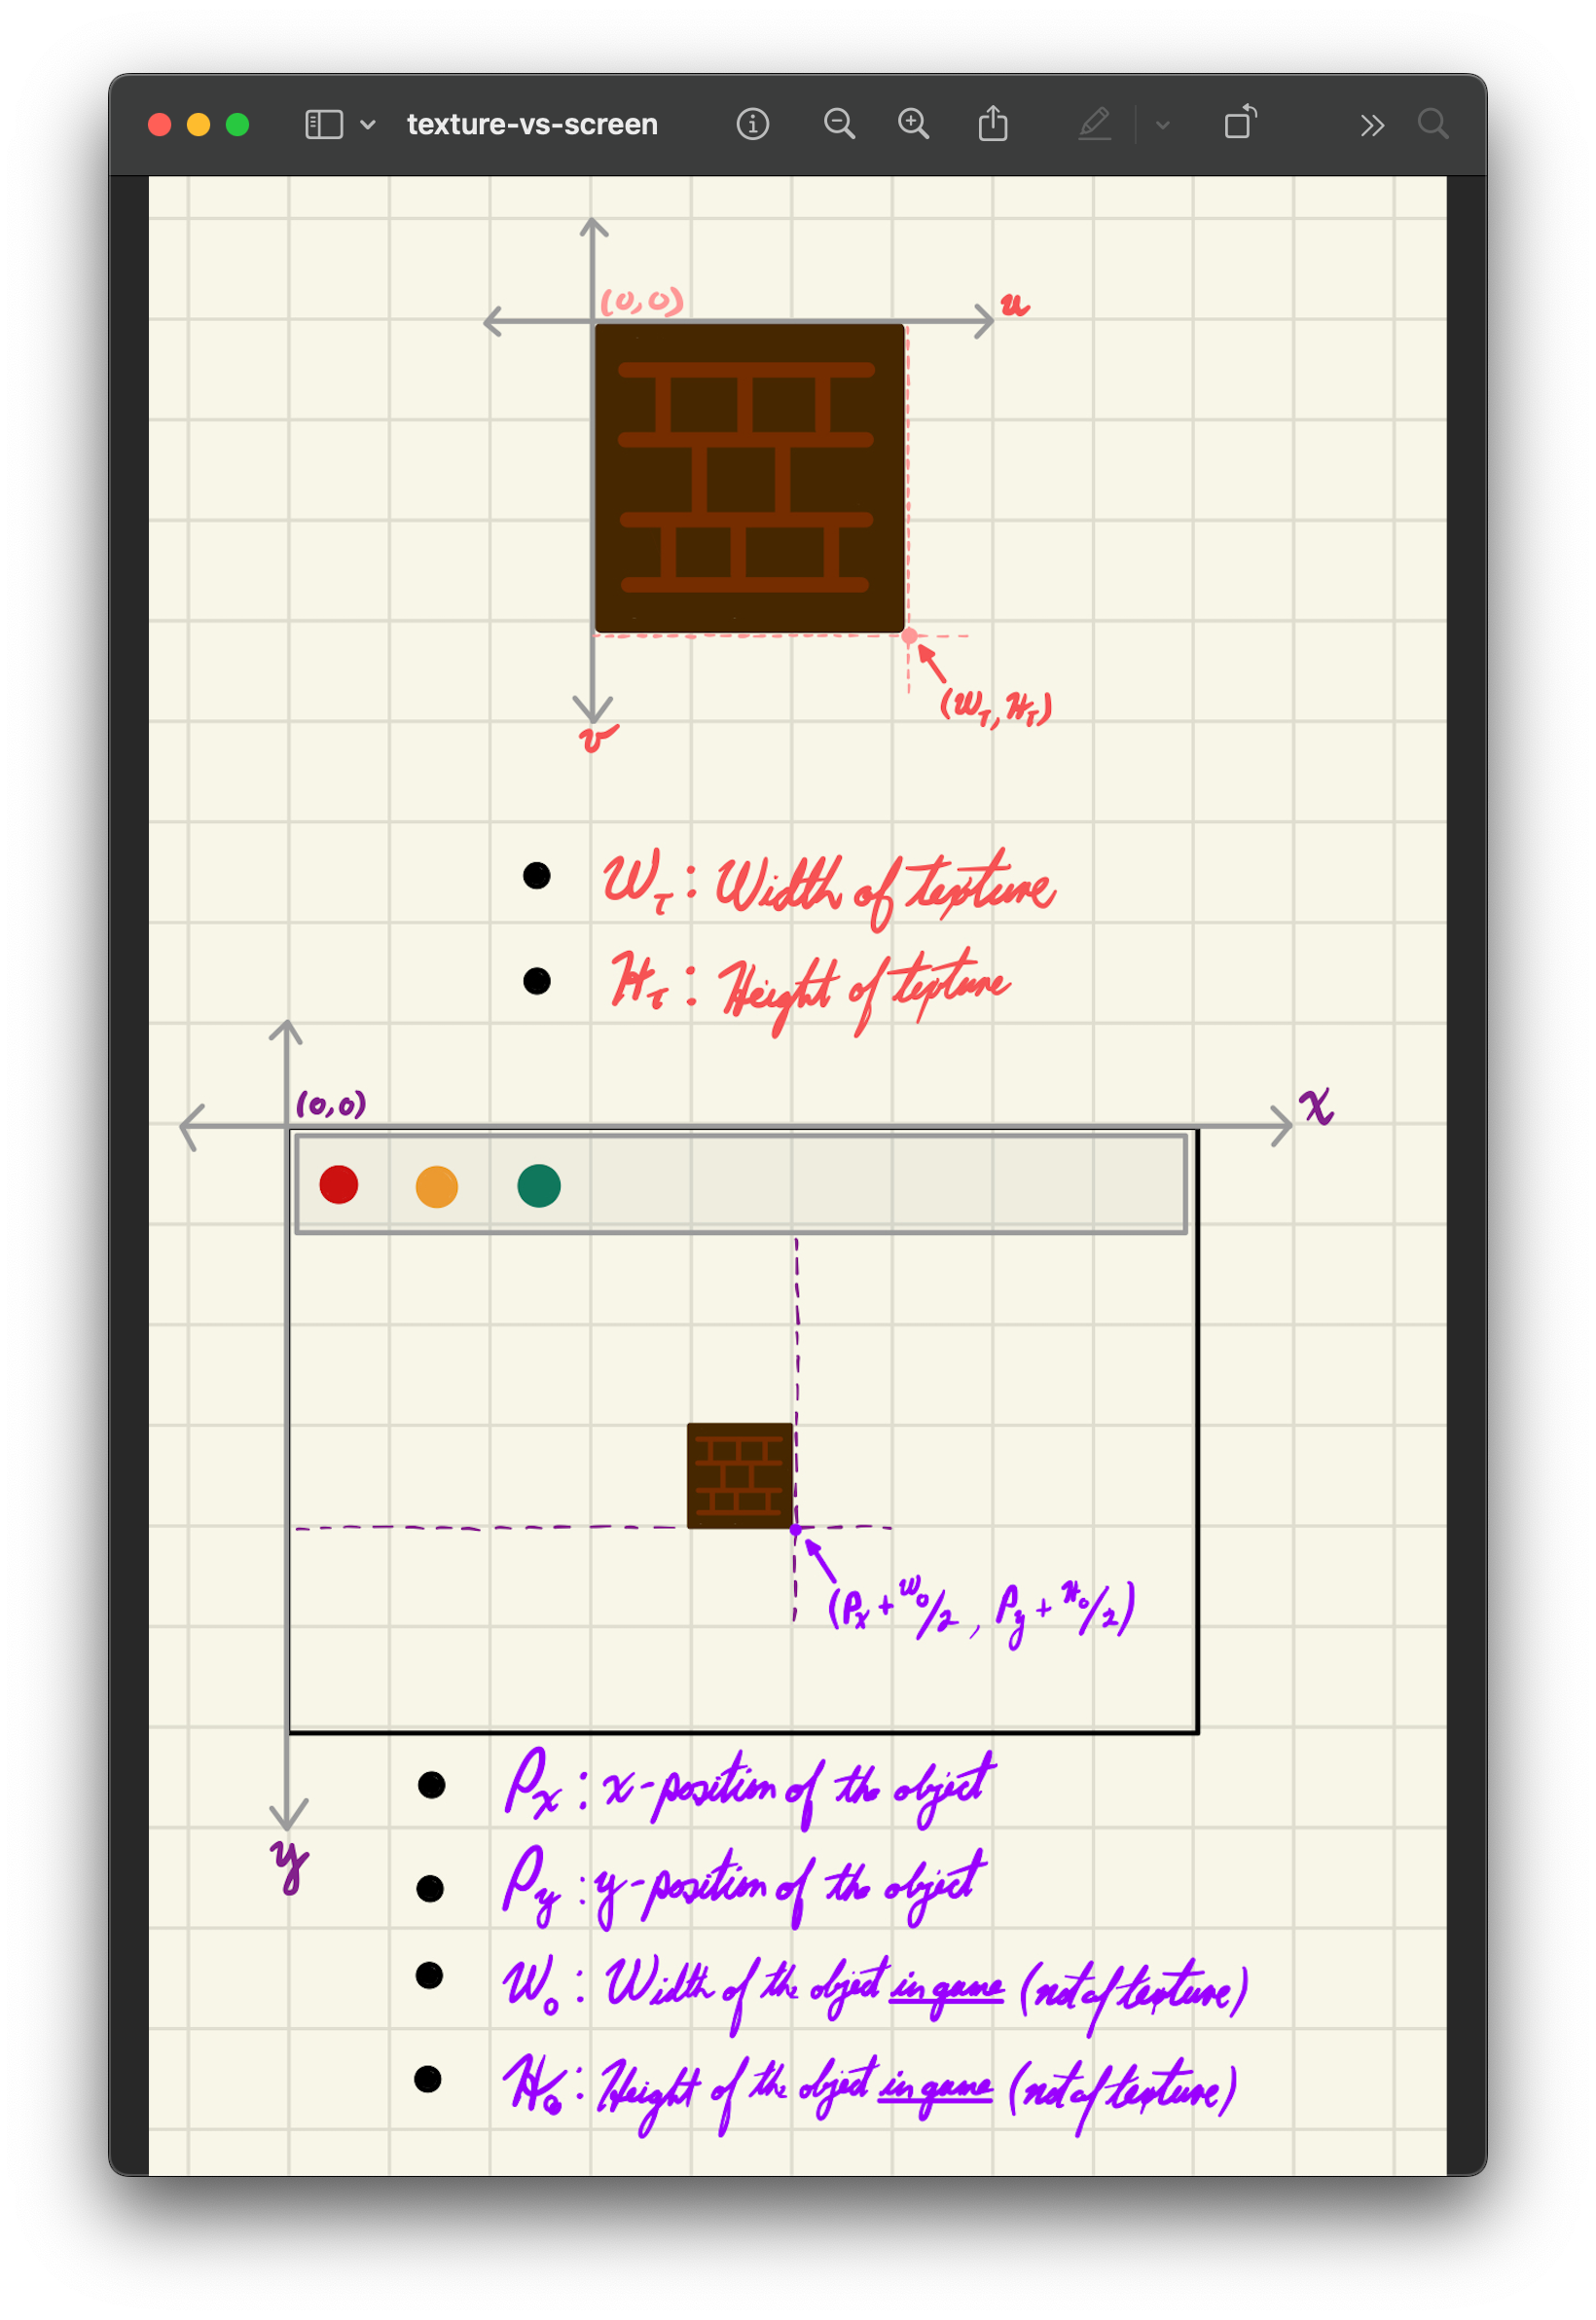 texture-vs-screen
(0,0)
u
(W_T, H_T)
v
W_T : Width of texture
H_T : Height of texture
(0,0)
x
(P_x + W_o/2, P_y + H_o/2)
P_x : x-position of the object
y
P_y : y-position of the object
W_o : Width of the object in game (not of texture)
H_o : Height of the object in game (not of texture)